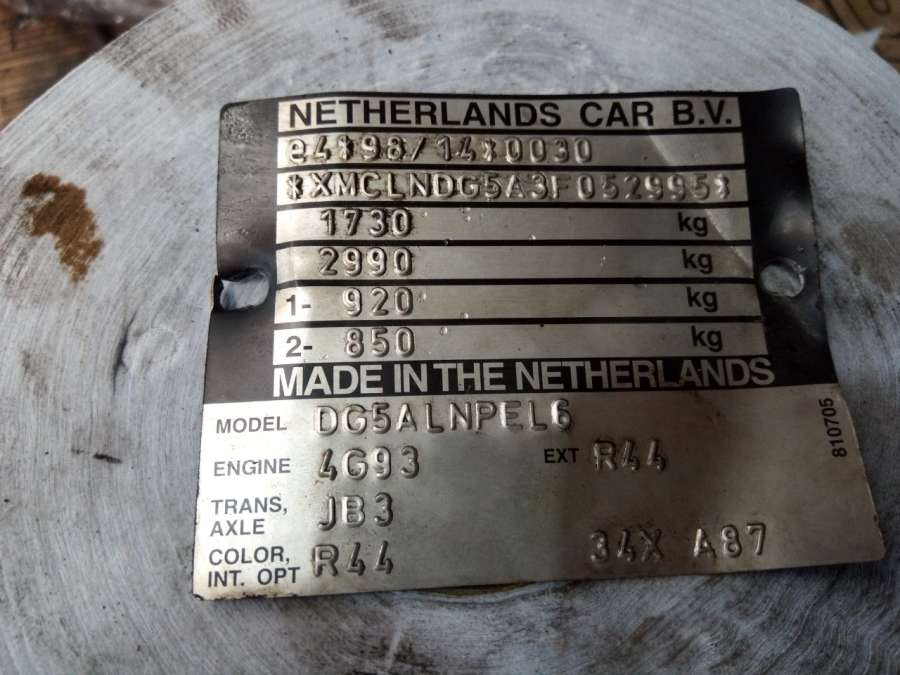 NETHERLANDS CAR B.V.
e4*98/14*0030
*XMCLNDG5A3F052995*
1730 kg
2990 kg
1- 920 kg
2- 850 kg
MADE IN THE NETHERLANDS
MODEL DG5ALNPEL6
ENGINE 4G93 EXT R44
TRANS, AXLE JB3
COLOR, INT. OPT R44 34X A87
810705